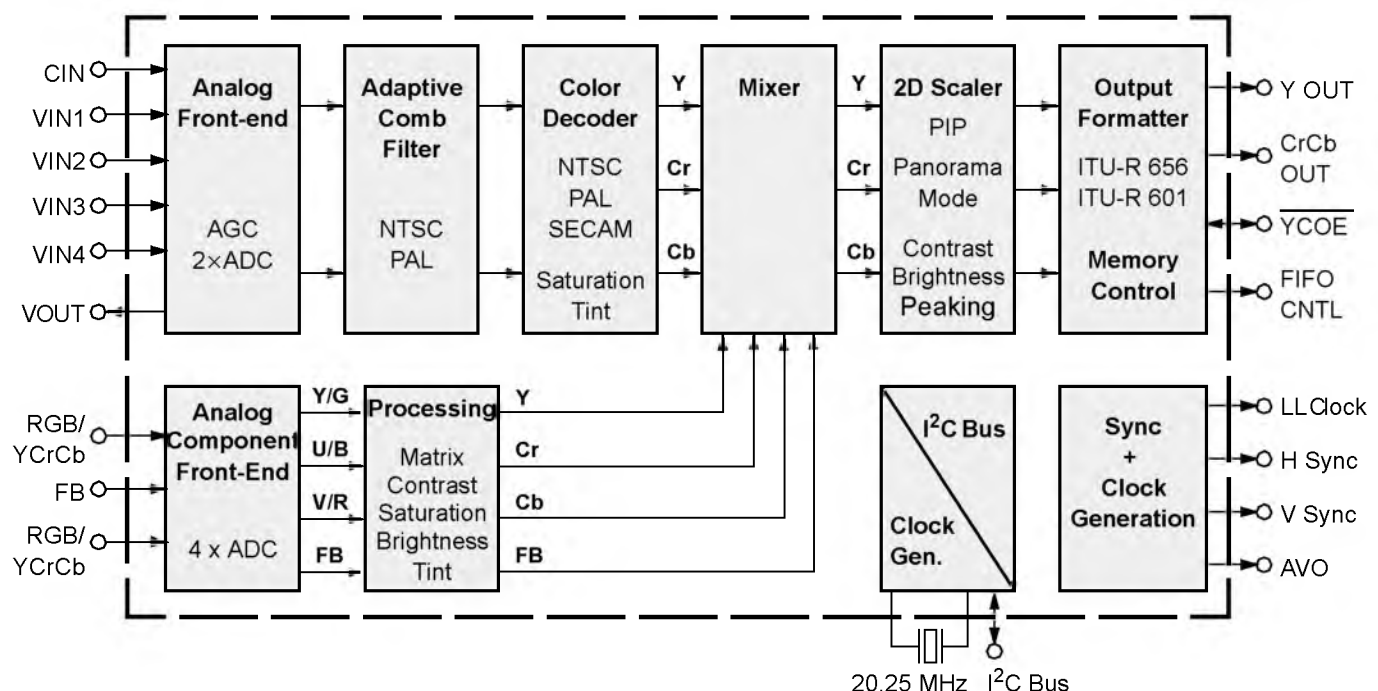 CIN
VIN1
VIN2
VIN3
VIN4
VOUT
Analog
Front-end
AGC
2×ADC
Adaptive
Comb
Filter
NTSC
PAL
Color
Decoder
NTSC
PAL
SECAM
Saturation
Tint
Y
Cr
Cb
Mixer
Y
Cr
Cb
2D Scaler
PIP
Panorama
Mode
Contrast
Brightness
Peaking
Output
Formatter
ITU-R 656
ITU-R 601
Memory
Control
Y OUT
CrCb
OUT
YCOE
FIFO
CNTL
RGB/
YCrCb
FB
RGB/
YCrCb
Analog
Component
Front-End
4 x ADC
Y/G
U/B
V/R
FB
Processing
Matrix
Contrast
Saturation
Brightness
Tint
Y
Cr
Cb
FB
I²C Bus
Clock
Gen.
Sync
+
Clock
Generation
LLClock
H Sync
V Sync
AVO
20.25 MHz
I²C Bus